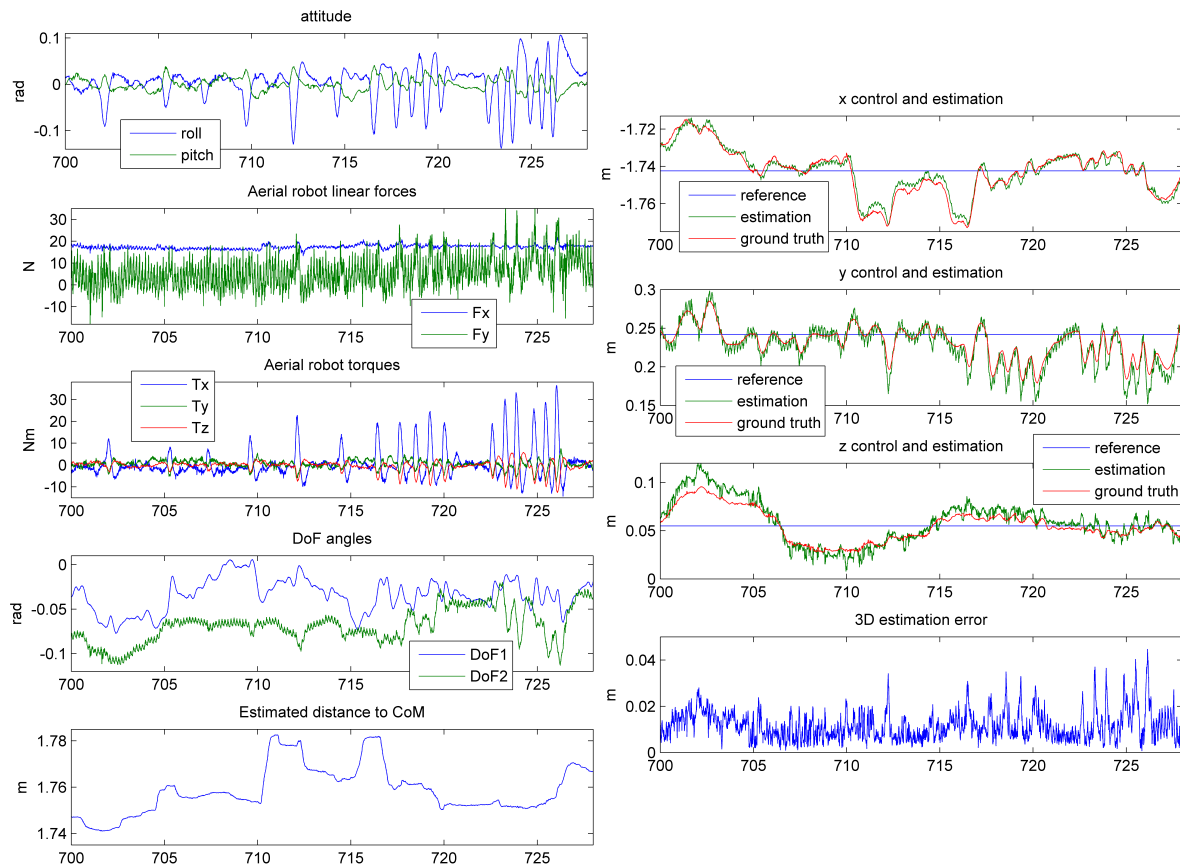 attitude
0.1
0
-0.1
rad
700 705 710 715 720 725
roll
pitch
Aerial robot linear forces
30
20
10
0
-10
N
700 705 710 715 720 725
Fx
Fy
Aerial robot torques
30
20
10
0
-10
Nm
700 705 710 715 720 725
Tx
Ty
Tz
DoF angles
0
-0.05
-0.1
rad
700 705 710 715 720 725
DoF1
DoF2
Estimated distance to CoM
1.78
1.76
1.74
m
700 705 710 715 720 725
x control and estimation
-1.72
-1.74
-1.76
m
700 705 710 715 720 725
reference
estimation
ground truth
y control and estimation
0.3
0.25
0.2
0.15
m
700 705 710 715 720 725
reference
estimation
ground truth
z control and estimation
0.1
0.05
0
m
700 705 710 715 720 725
reference
estimation
ground truth
3D estimation error
0.04
0.02
0
m
700 705 710 715 720 725